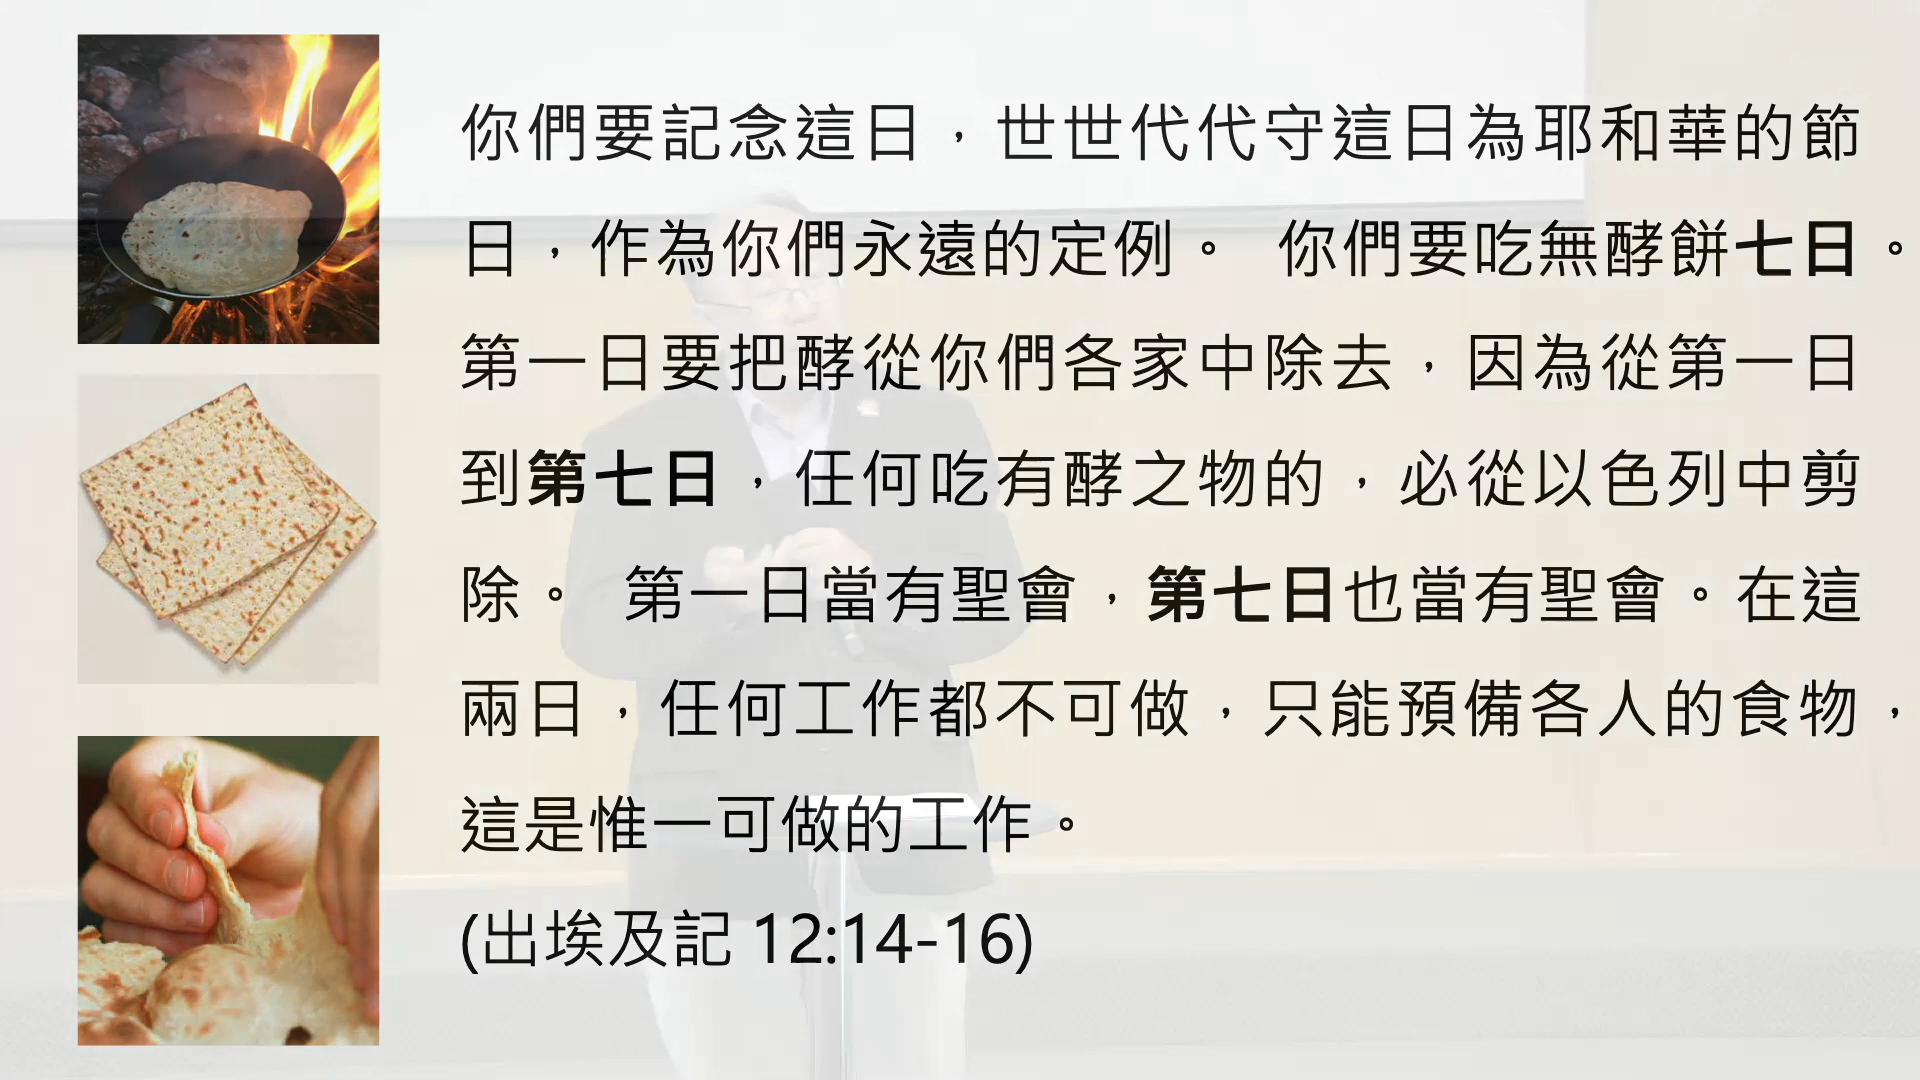 你們要記念這日，世世代代守這日為耶和華的節
日，作為你們永遠的定例。 你們要吃無酵餅七日。
第一日要把酵從你們各家中除去，因為從第一日
到第七日，任何吃有酵之物的，必從以色列中剪
除。 第一日當有聖會，第七日也當有聖會。在這
兩日，任何工作都不可做，只能預備各人的食物，
這是惟一可做的工作。
(出埃及記 12:14-16)